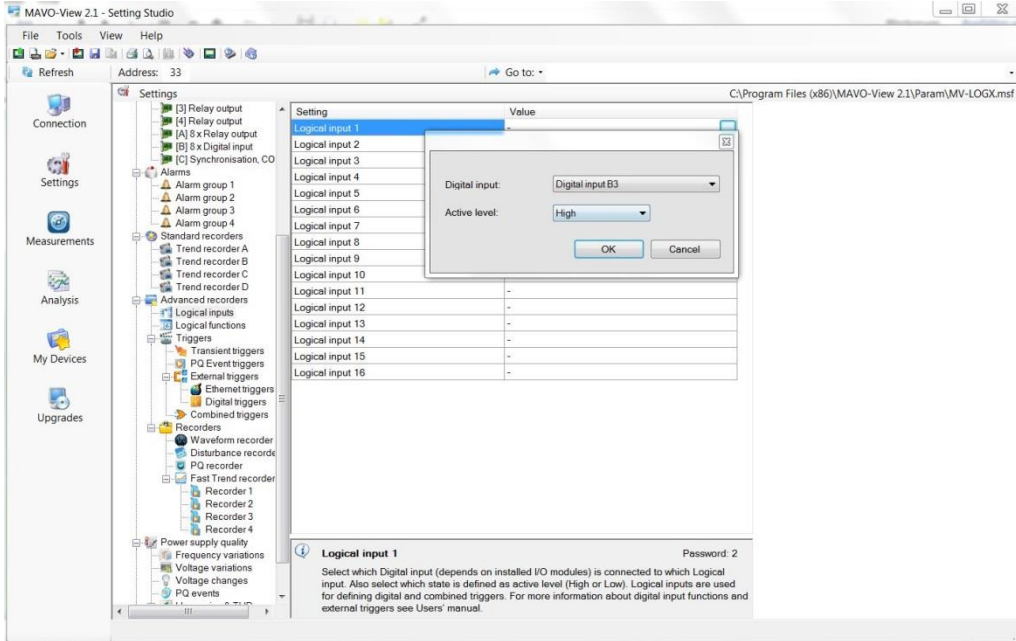 MAVO-View 2.1 - Setting Studio
File Tools View Help
Refresh
Address: 33
Go to:
Connection
Settings
Measurements
Analysis
My Devices
Upgrades
Settings
C:\Program Files (x86)\MAVO-View 2.1\Param\MV-LOGX.msf
[3] Relay output
[4] Relay output
[A] 8 x Relay output
[B] 8 x Digital input
[C] Synchronisation, CO
Alarms
Alarm group 1
Alarm group 2
Alarm group 3
Alarm group 4
Standard recorders
Trend recorder A
Trend recorder B
Trend recorder C
Trend recorder D
Advanced recorders
Logical inputs
Logical functions
Triggers
Transient triggers
PQ Event triggers
External triggers
Ethernet triggers
Digital triggers
Combined triggers
Recorders
Waveform recorder
Disturbance recorde
PQ recorder
Fast Trend recorder
Recorder 1
Recorder 2
Recorder 3
Recorder 4
Power supply quality
Frequency variations
Voltage variations
Voltage changes
PQ events
Setting Value
Logical input 1 -
Logical input 2
Logical input 3
Logical input 4
Logical input 5
Logical input 6
Logical input 7
Logical input 8
Logical input 9
Logical input 10
Logical input 11 -
Logical input 12 -
Logical input 13 -
Logical input 14 -
Logical input 15 -
Logical input 16 -
Digital input: Digital input B3
Active level: High
OK Cancel
Logical input 1 Password: 2
Select which Digital input (depends on installed I/O modules) is connected to which Logical
input. Also select which state is defined as active level (High or Low). Logical inputs are used
for defining digital and combined triggers. For more information about digital input functions and
external triggers see Users' manual.